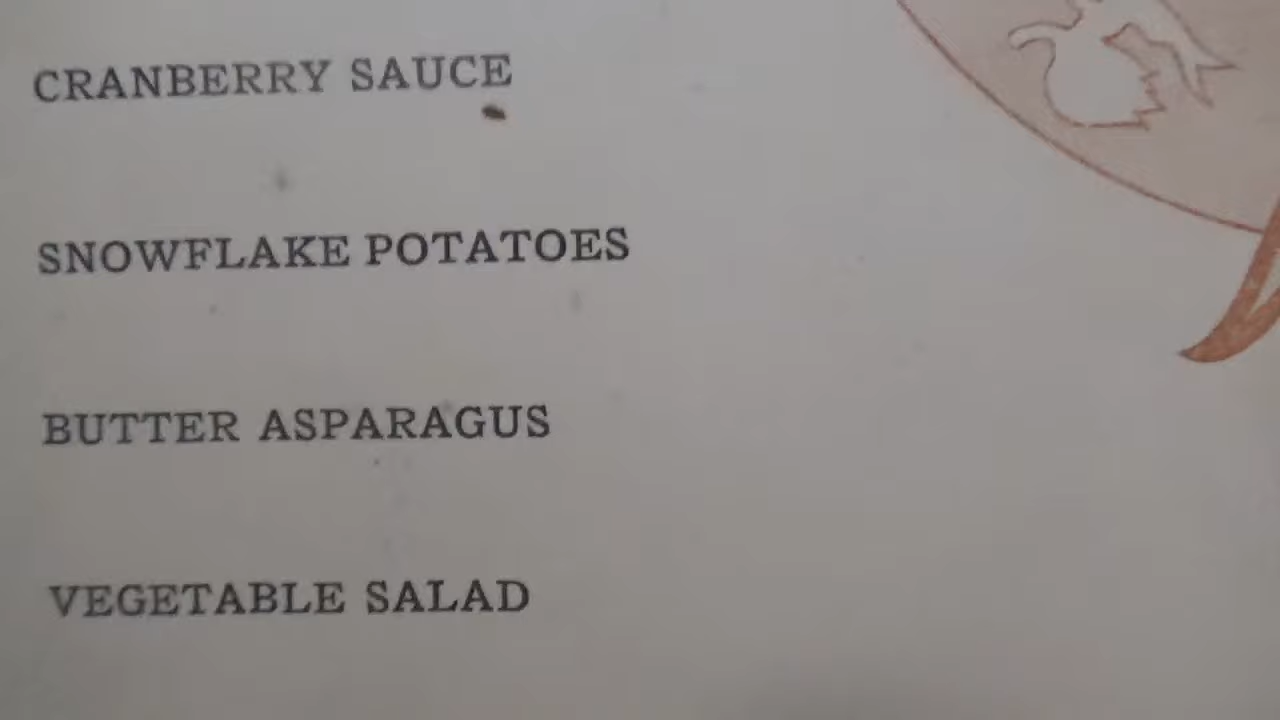 CRANBERRY SAUCE
SNOWFLAKE POTATOES
BUTTER ASPARAGUS
VEGETABLE SALAD